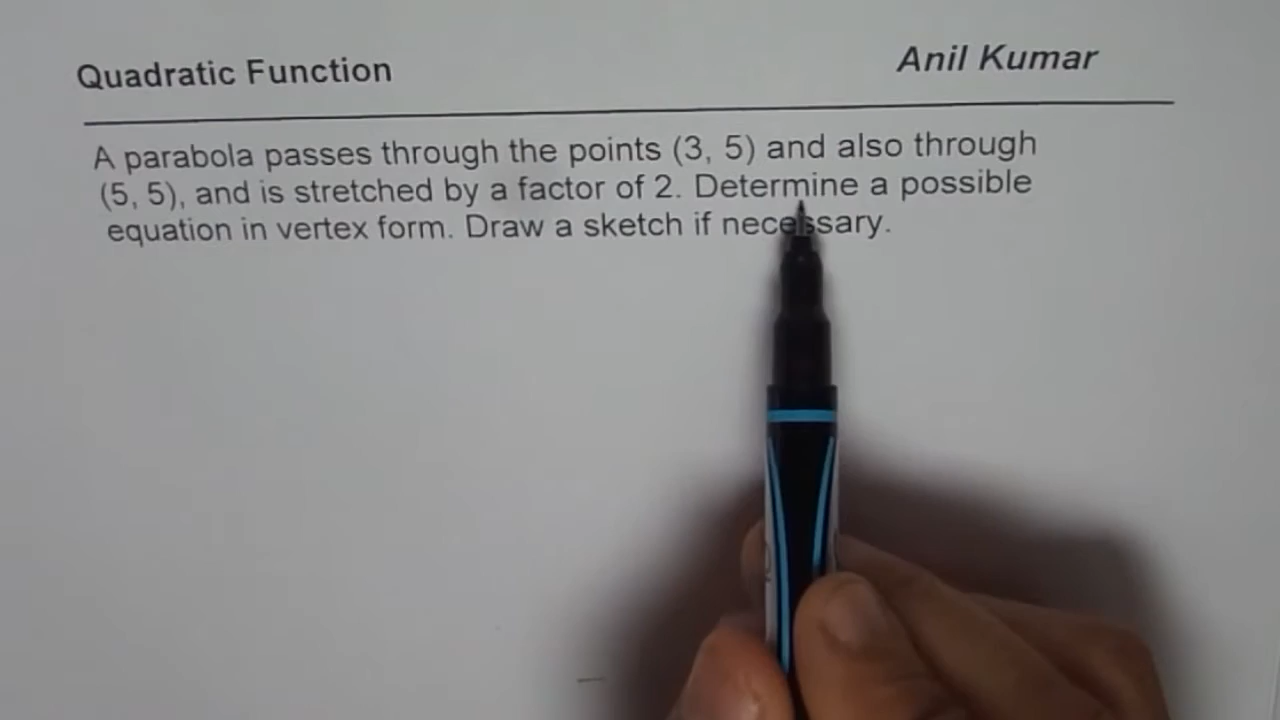 Quadratic Function
Anil Kumar
A parabola passes through the points (3, 5) and also through
(5, 5), and is stretched by a factor of 2. Determine a possible
equation in vertex form. Draw a sketch if necessary.